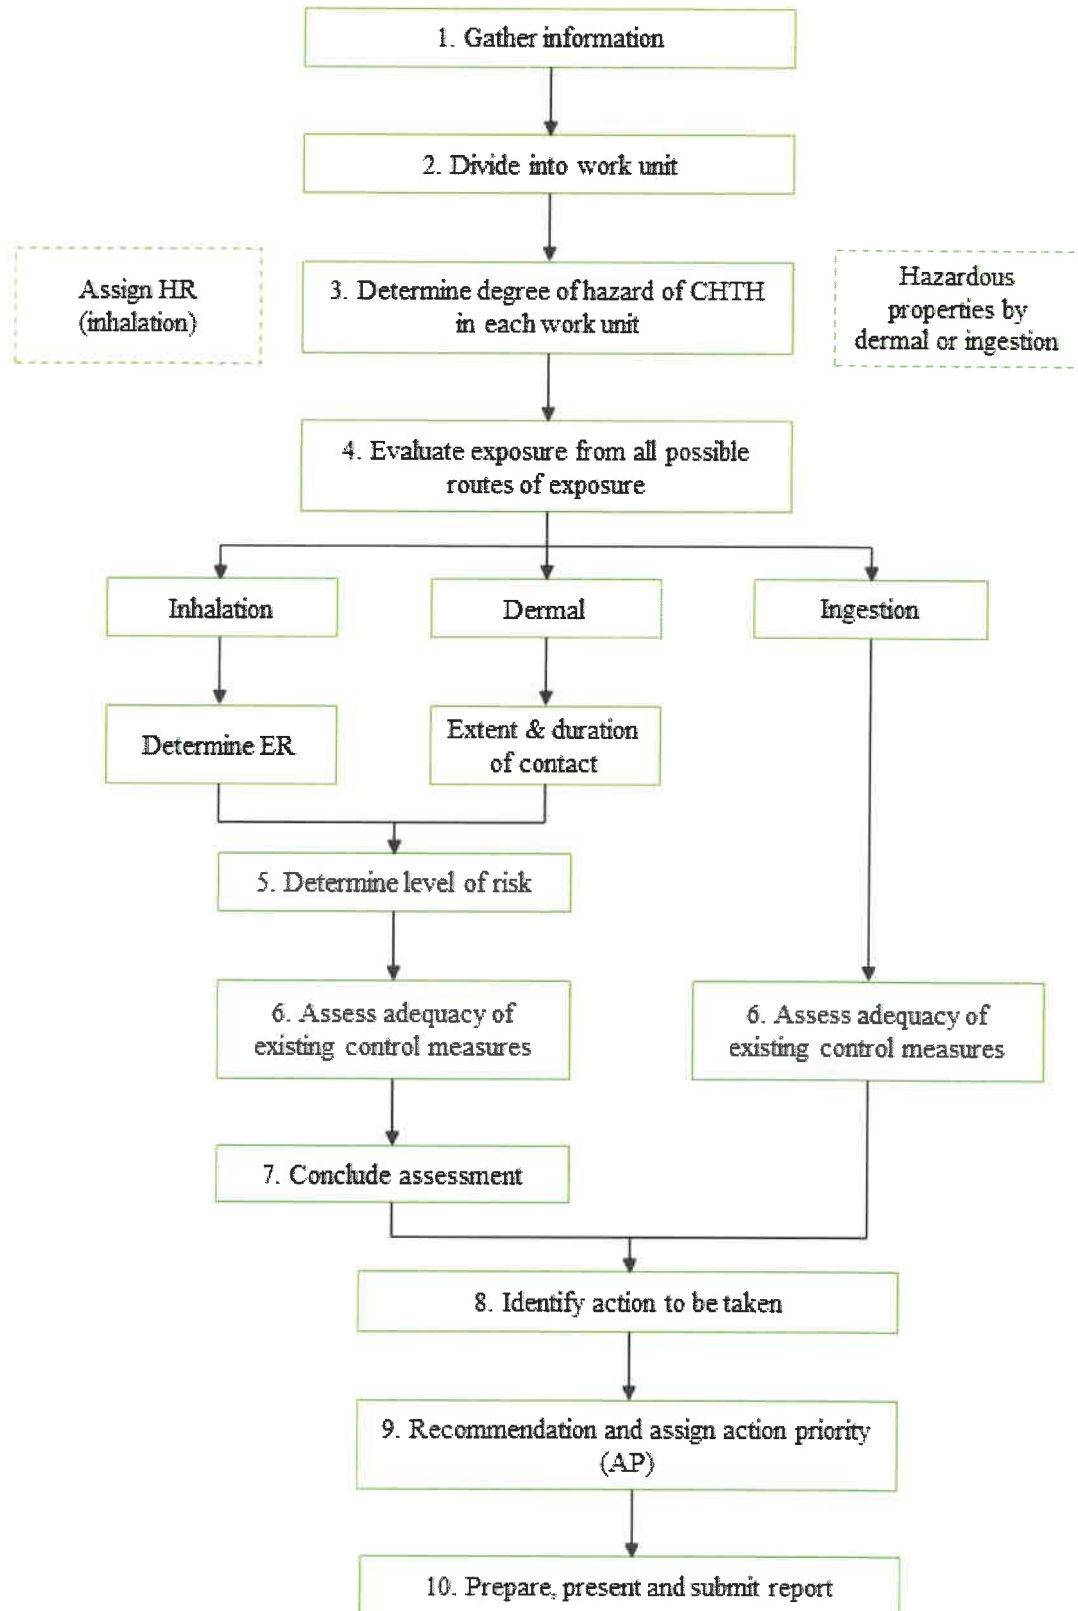 1. Gather information
2. Divide into work unit
Assign HR
(inhalation)
3. Determine degree of hazard of CHTH
in each work unit
Hazardous
properties by
dermal or ingestion
4. Evaluate exposure from all possible
routes of exposure
Inhalation
Dermal
Ingestion
Determine ER
Extent & duration
of contact
5. Determine level of risk
6. Assess adequacy of
existing control measures
6. Assess adequacy of
existing control measures
7. Conclude assessment
8. Identify action to be taken
9. Recommendation and assign action priority
(AP)
10. Prepare, present and submit report